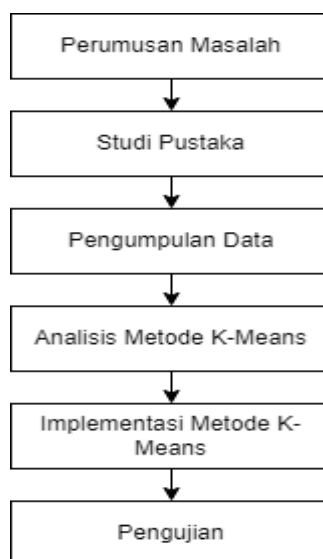 Perumusan Masalah
Studi Pustaka
Pengumpulan Data
Analisis Metode K-Means
Implementasi Metode K-
Means
Pengujian